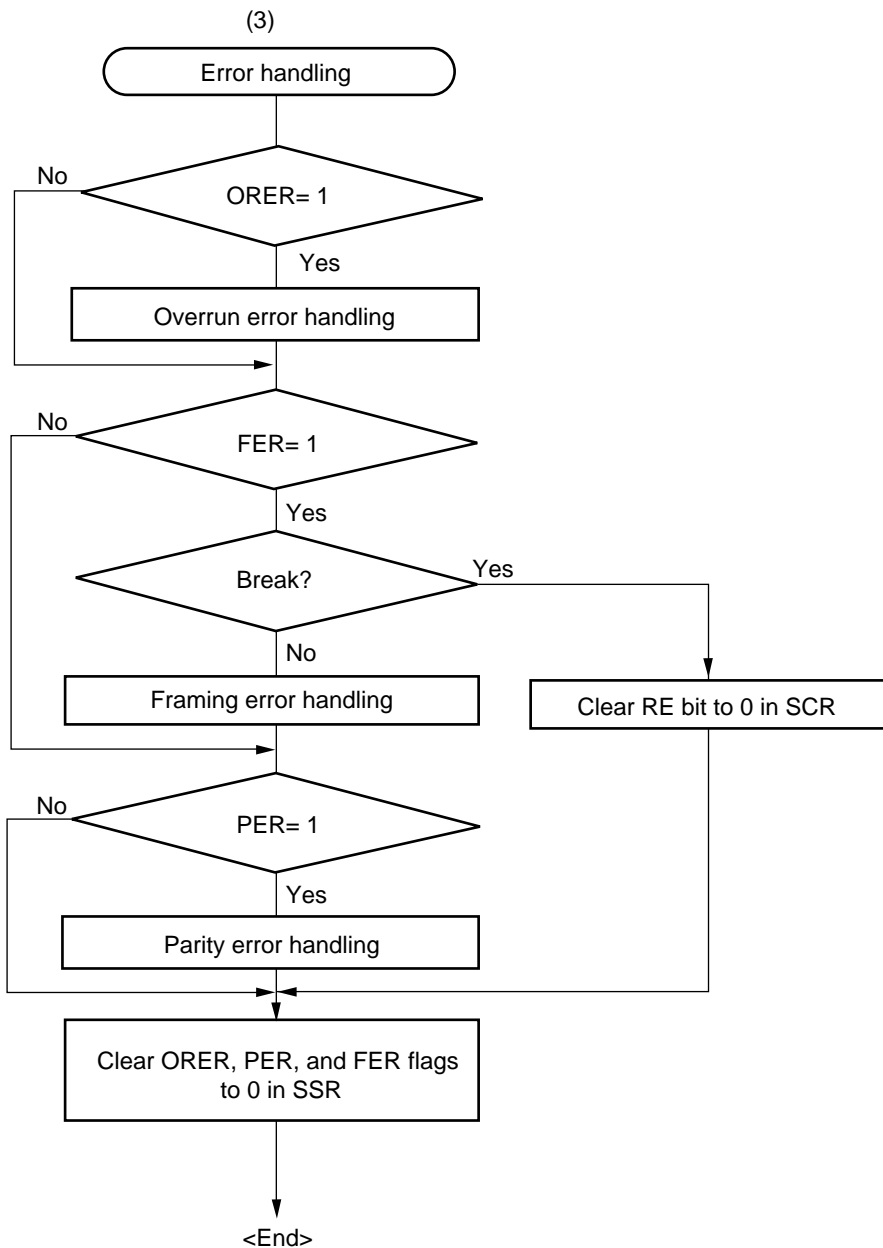 (3)
Error handling
No
ORER= 1
Yes
Overrun error handling
No
FER= 1
Yes
Break?
Yes
No
Framing error handling
Clear RE bit to 0 in SCR
No
PER= 1
Yes
Parity error handling
Clear ORER, PER, and FER flags
to 0 in SSR
<End>